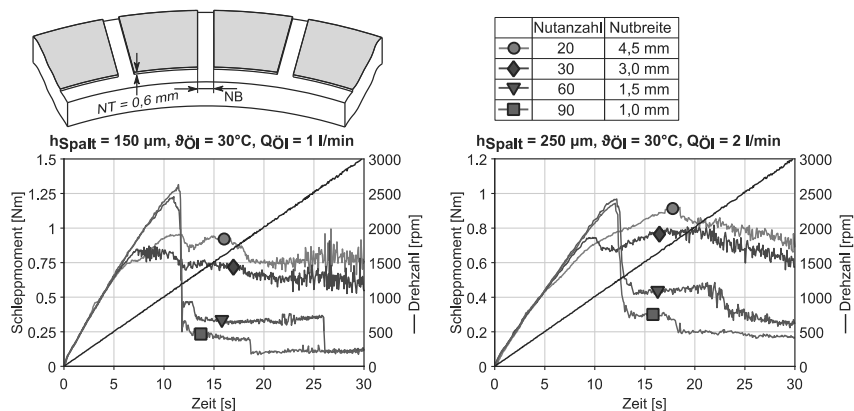 NT = 0,6 mm
NB
Nutanzahl Nutbreite
20 4,5 mm
30 3,0 mm
60 1,5 mm
90 1,0 mm
hSpalt = 150 µm, ϑÖl = 30°C, QÖl = 1 l/min
Schleppmoment [Nm]
1.5
1.25
1
0.75
0.5
0.25
0
3000
2500
2000
1500
1000
500
0
Drehzahl [rpm]
0 5 10 15 20 25 30
Zeit [s]
hSpalt = 250 µm, ϑÖl = 30°C, QÖl = 2 l/min
Schleppmoment [Nm]
1.2
1
0.8
0.6
0.4
0.2
0
3000
2500
2000
1500
1000
500
0
Drehzahl [rpm]
0 5 10 15 20 25 30
Zeit [s]